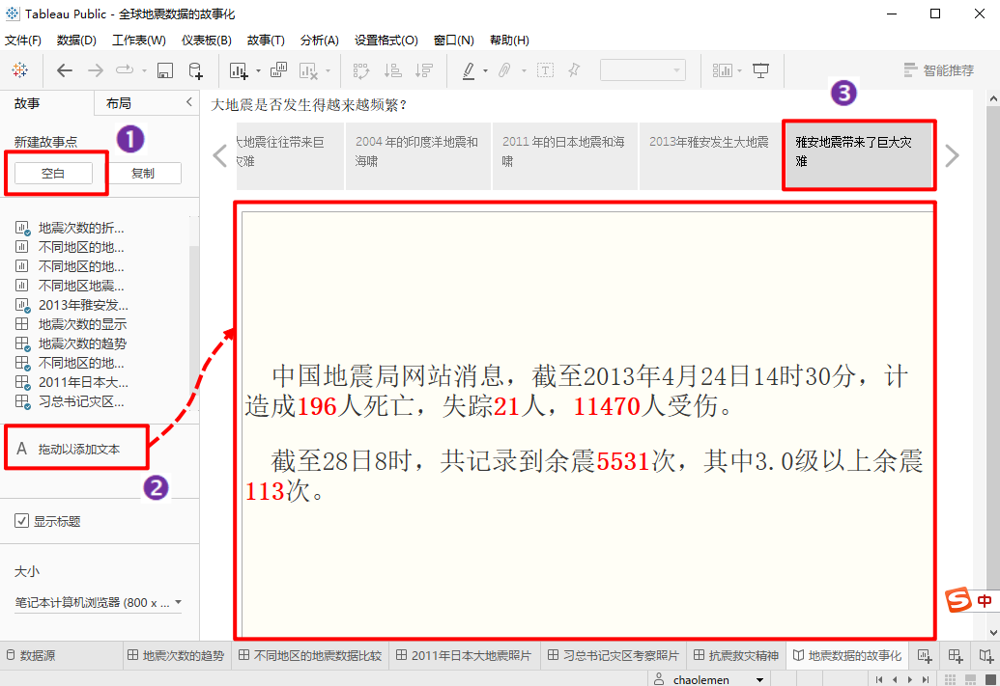 Tableau Public - 全球地震数据的故事化
文件(F) 数据(D) 工作表(W) 仪表板(B) 故事(T) 分析(A) 设置格式(O) 窗口(N) 帮助(H)
智能推荐
故事 布局
新建故事点
空白 复制
1
地震次数的折...
不同地区的地...
不同地区的地...
不同地区地震...
2013年雅安发...
地震次数的显示
地震次数的趋势
不同地区的地...
2011年日本大...
习总书记灾区...
A 拖动以添加文本
2
显示标题
大小
笔记本计算机浏览器 (800 x ...
大地震是否发生得越来越频繁?
3
大地震往往带来巨
灾难
2004 年的印度洋地震和
海啸
2011 年的日本地震和海
啸
2013年雅安发生大地震
雅安地震带来了巨大灾
难
中国地震局网站消息，截至2013年4月24日14时30分，计
造成196人死亡，失踪21人，11470人受伤。
截至28日8时，共记录到余震5531次，其中3.0级以上余震
113次。
S 中
数据源 地震次数的趋势 不同地区的地震数据比较 2011年日本大地震照片 习总书记灾区考察照片 抗震救灾精神 地震数据的故事化
chaolemen